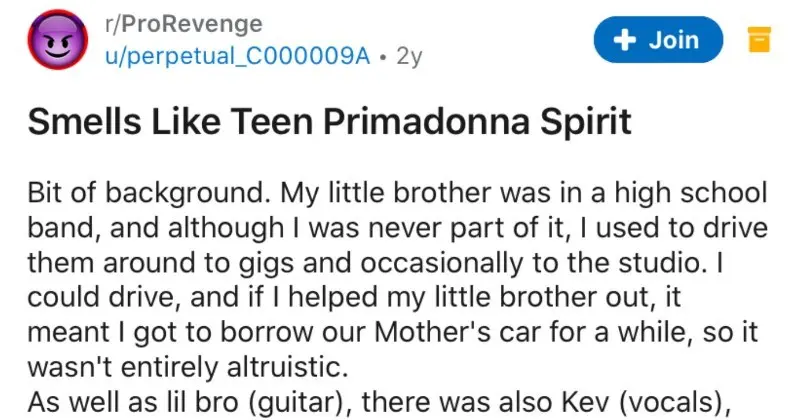 r/ProRevenge
u/perpetual_C000009A • 2y
+ Join
Smells Like Teen Primadonna Spirit
Bit of background. My little brother was in a high school
band, and although I was never part of it, I used to drive
them around to gigs and occasionally to the studio. I
could drive, and if I helped my little brother out, it
meant I got to borrow our Mother's car for a while, so it
wasn't entirely altruistic.
As well as lil bro (guitar), there was also Kev (vocals),